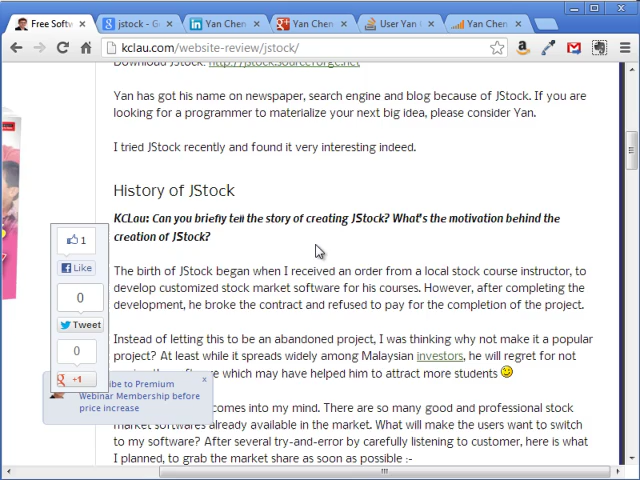 Free Softw
jstock - G
Yan Chen
Yan Chen
User Yan
Yan Chen
kclau.com/website-review/jstock/
Download JStock: http://jstock.sourceforge.net
Yan has got his name on newspaper, search engine and blog because of JStock. If you are
looking for a programmer to materialize your next big idea, please consider Yan.
I tried JStock recently and found it very interesting indeed.
History of JStock
KCLau: Can you briefly tell the story of creating JStock? What's the motivation behind the
creation of JStock?
The birth of JStock began when I received an order from a local stock course instructor, to
develop customized stock market software for his courses. However, after completing the
development, he broke the contract and refused to pay for the completion of the project.
Instead of letting this to be an abandoned project, I was thinking why not make it a popular
project? At least while it spreads widely among Malaysian investors, he will regret for not
which may have helped him to attract more students
comes into my mind. There are so many good and professional stock
market softwares already available in the market. What will make the users want to switch
to my software? After several try-and-error by carefully listening to customer, here is what
I planned, to grab the market share as soon as possible :-
1
Like
0
Tweet
0
+1
ibe to Premium
Webinar Membership before
price increase
x